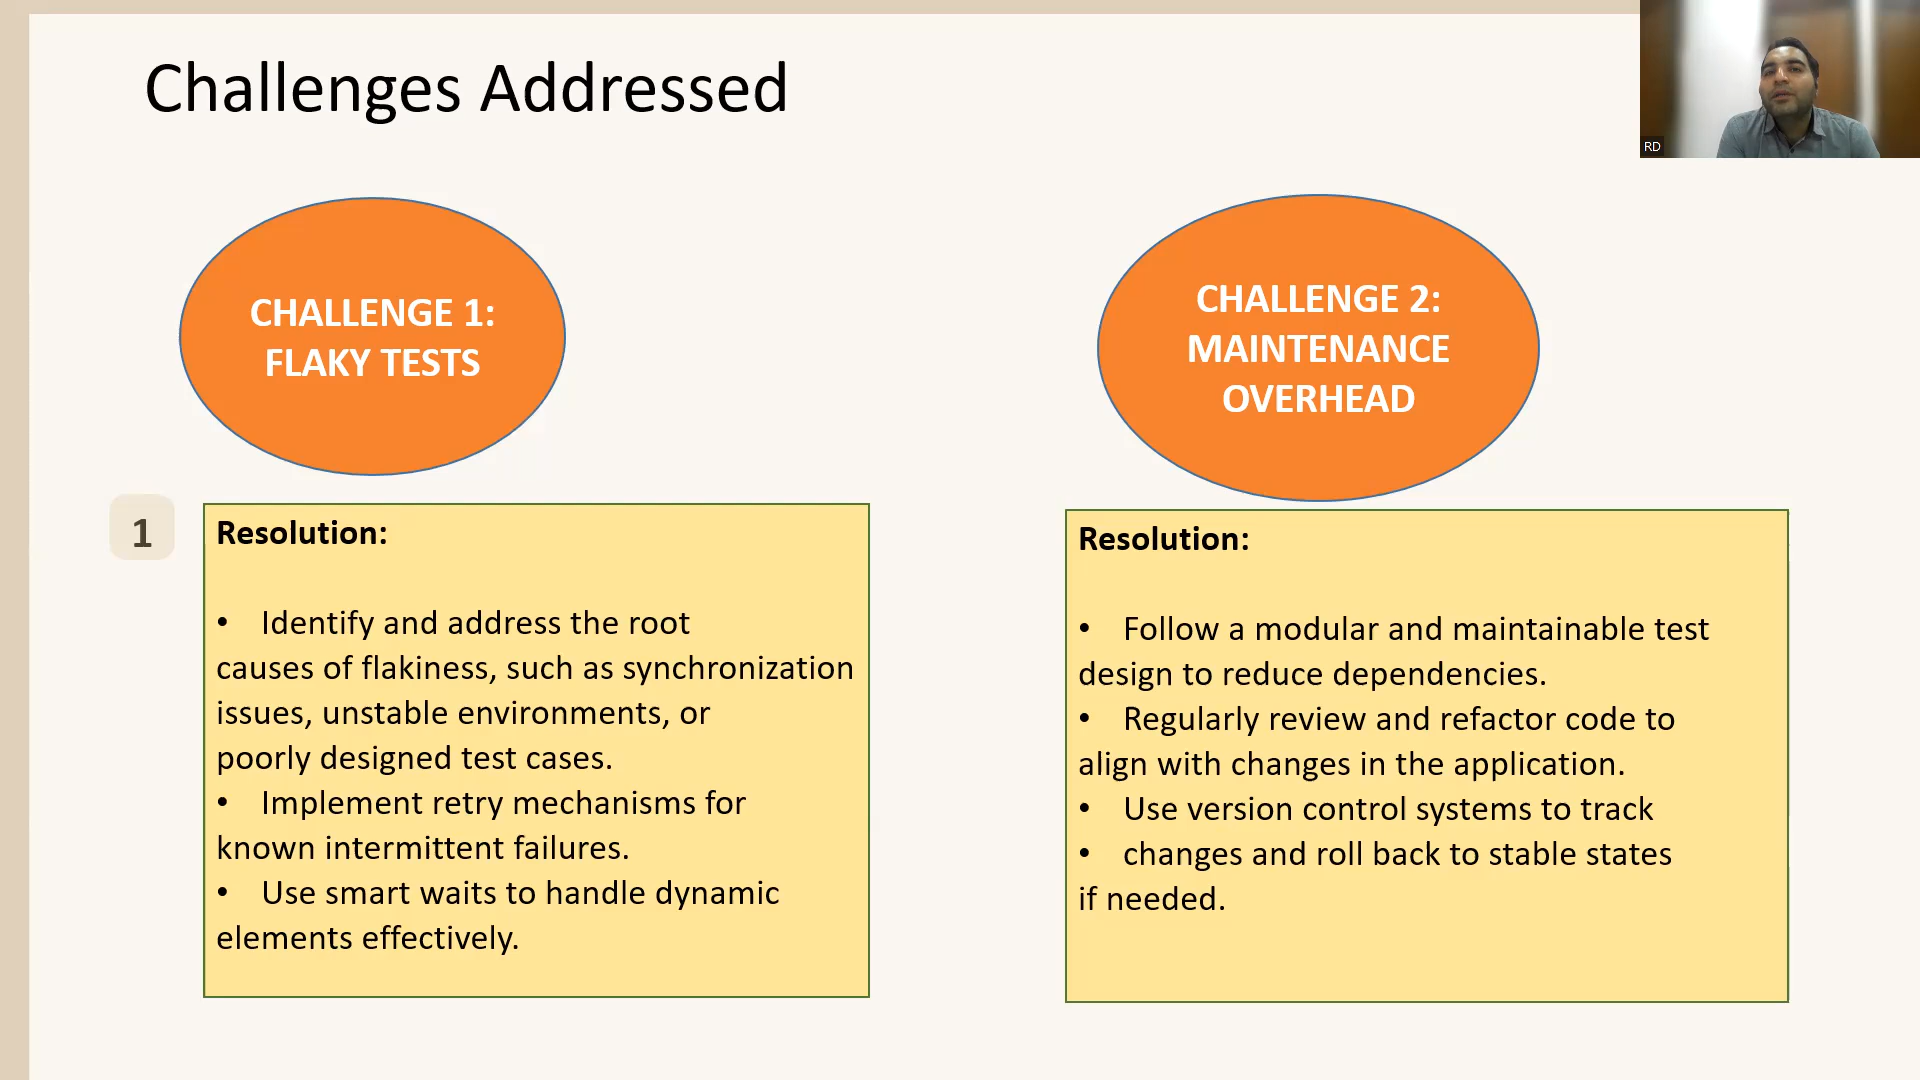 Challenges Addressed
RD
CHALLENGE 1:
FLAKY TESTS
CHALLENGE 2:
MAINTENANCE
OVERHEAD
1
Resolution:
• Identify and address the root
causes of flakiness, such as synchronization
issues, unstable environments, or
poorly designed test cases.
• Implement retry mechanisms for
known intermittent failures.
• Use smart waits to handle dynamic
elements effectively.
Resolution:
• Follow a modular and maintainable test
design to reduce dependencies.
• Regularly review and refactor code to
align with changes in the application.
• Use version control systems to track
• changes and roll back to stable states
if needed.